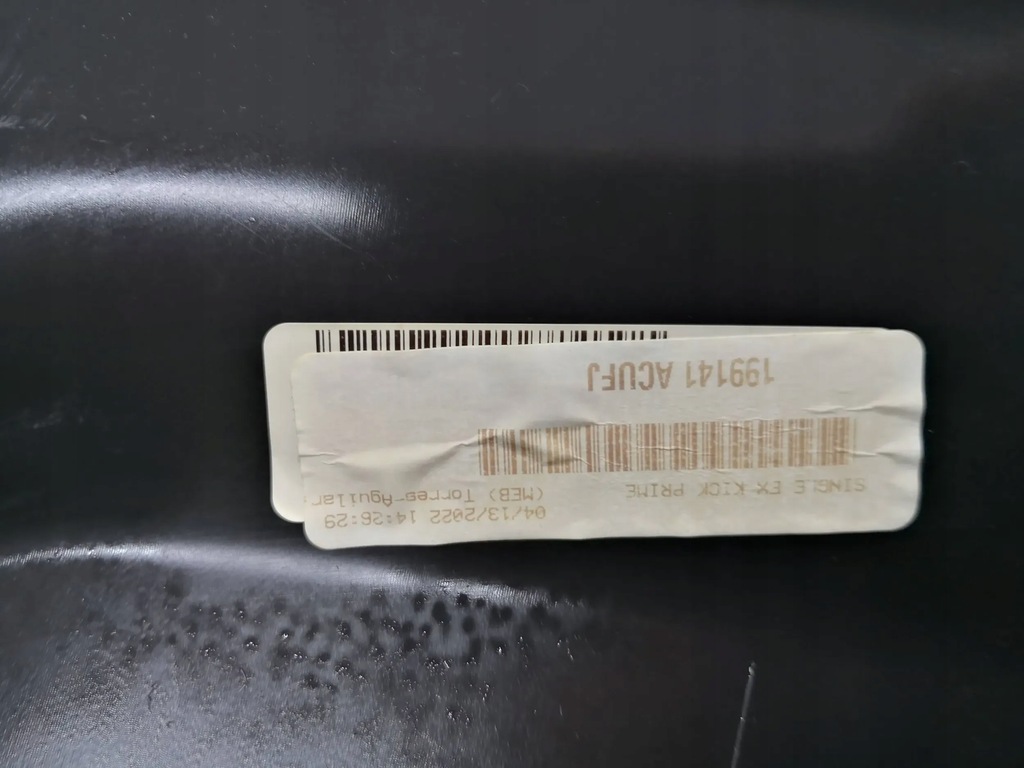 04/13/2022 14:26:29
SINGLE EX KICK PRIME (MEB) Torres-Aguilar
199141 ACUFJ